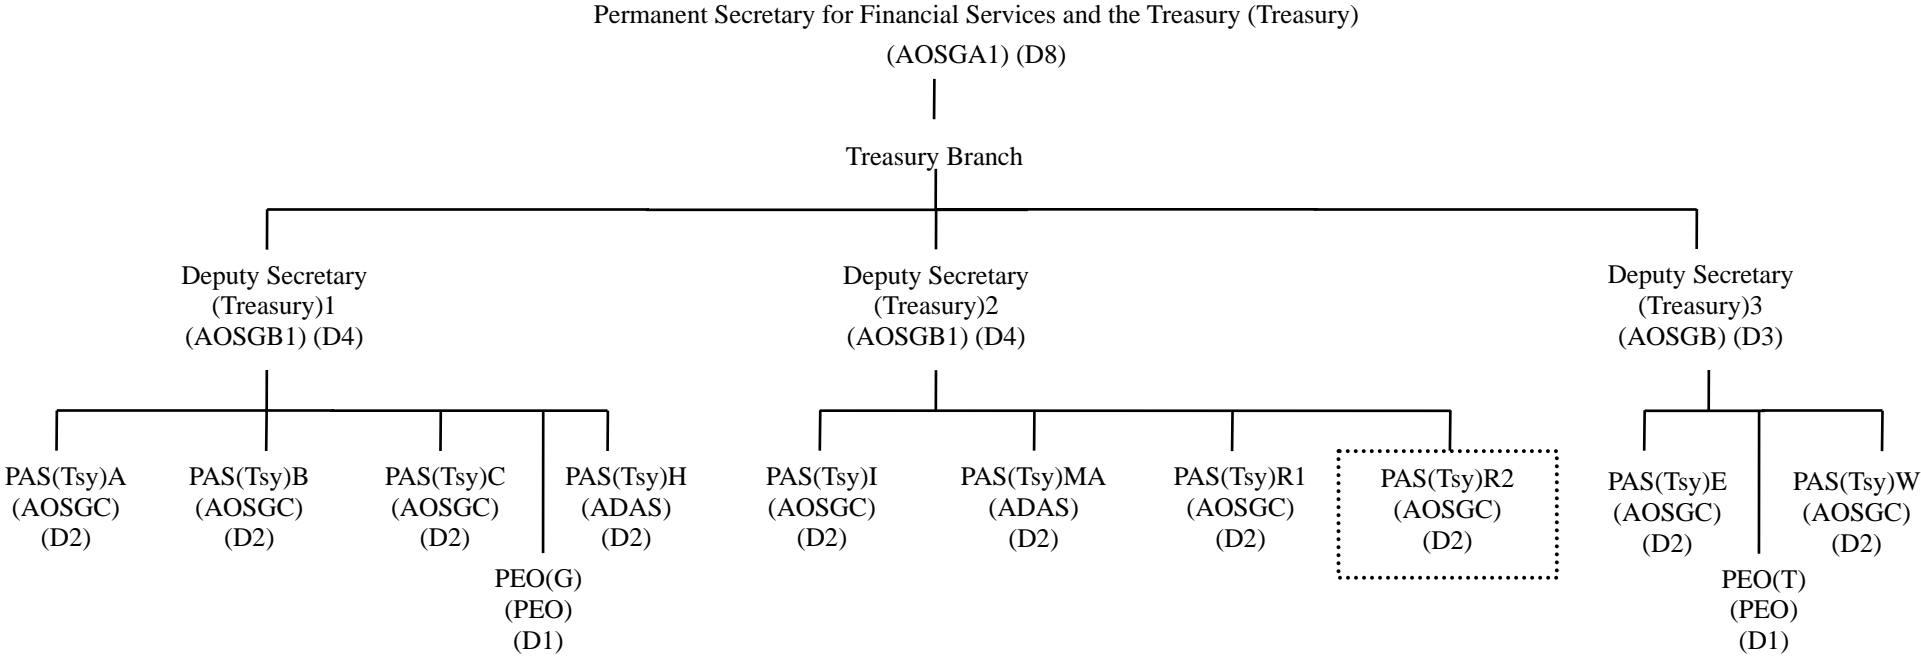 Permanent Secretary for Financial Services and the Treasury (Treasury)
(AOSGA1) (D8)
Treasury Branch
Deputy Secretary
(Treasury)1
(AOSGB1) (D4)
Deputy Secretary
(Treasury)2
(AOSGB1) (D4)
Deputy Secretary
(Treasury)3
(AOSGB) (D3)
PAS(Tsy)A
(AOSGC)
(D2)
PAS(Tsy)B
(AOSGC)
(D2)
PAS(Tsy)C
(AOSGC)
(D2)
PEO(G)
(PEO)
(D1)
PAS(Tsy)H
(ADAS)
(D2)
PAS(Tsy)I
(AOSGC)
(D2)
PAS(Tsy)MA
(ADAS)
(D2)
PAS(Tsy)R1
(AOSGC)
(D2)
PAS(Tsy)R2
(AOSGC)
(D2)
PAS(Tsy)E
(AOSGC)
(D2)
PEO(T)
(PEO)
(D1)
PAS(Tsy)W
(AOSGC)
(D2)